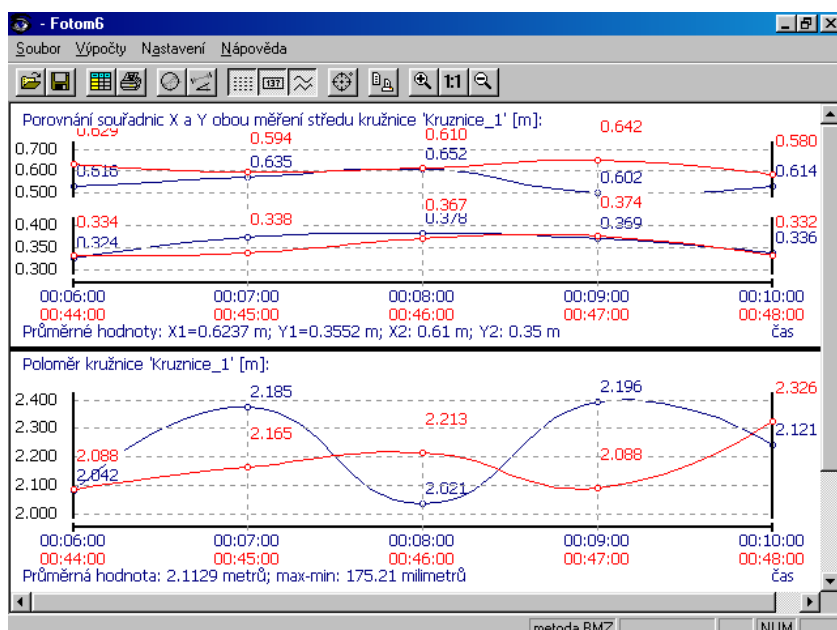 - Fotom6
Soubor Výpočty Nastavení Nápověda
137 1:1
Porovnání souřadnic X a Y obou měření středu kružnice 'Kruznice_1' [m]:
0.629 0.594 0.610 0.642 0.580
0.700
0.600 0.616 0.635 0.652 0.602 0.614
0.500
0.334 0.338 0.367 0.374 0.332
0.400
0.350 0.324 0.378 0.369 0.336
0.300
00:06:00 00:07:00 00:08:00 00:09:00 00:10:00
00:44:00 00:45:00 00:46:00 00:47:00 00:48:00
Průměrné hodnoty: X1=0.6237 m; Y1=0.3552 m; X2: 0.61 m; Y2: 0.35 m čas
Poloměr kružnice 'Kruznice_1' [m]:
2.185 2.196 2.326
2.400
2.300 2.165 2.213 2.121
2.200 2.088 2.088
2.100 2.042 2.021
2.000
00:06:00 00:07:00 00:08:00 00:09:00 00:10:00
00:44:00 00:45:00 00:46:00 00:47:00 00:48:00
Průměrná hodnota: 2.1129 metrů; max-min: 175.21 milimetrů čas
metoda BMZ NUM